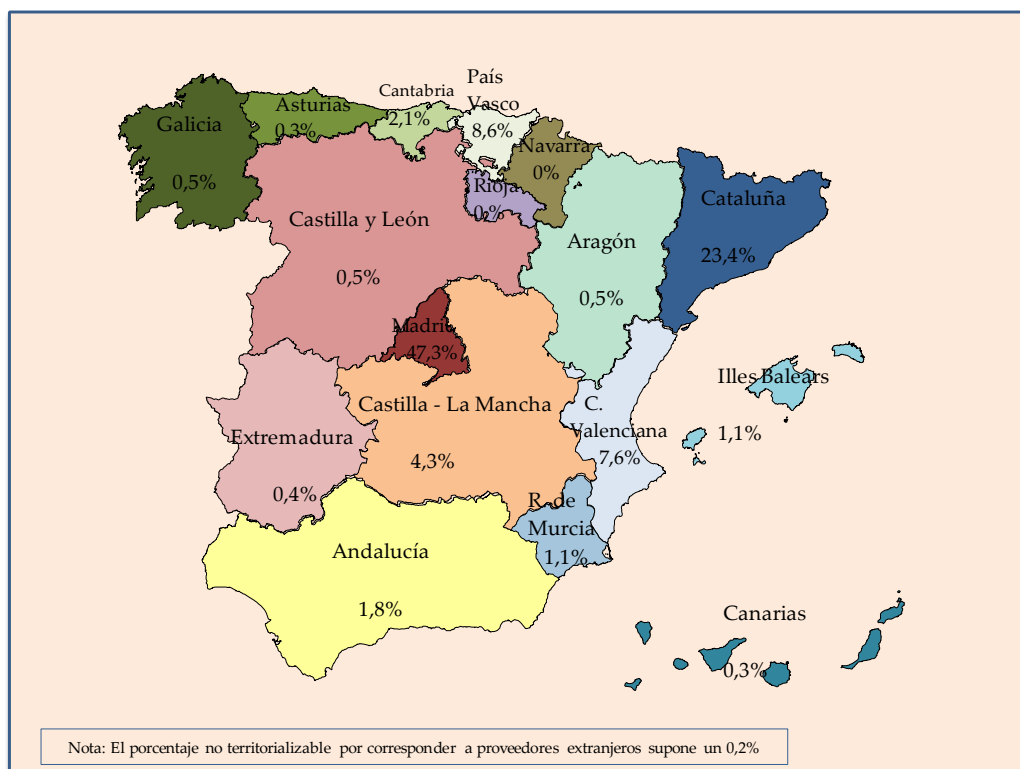 País
Vasco
8,6%
Cantabria
2,1%
Asturias
0,3%
Galicia
0,5%
Navarra
0%
Rioja
0%
Castilla y León
0,5%
Aragón
0,5%
Cataluña
23,4%
Madrid
47,3%
Castilla - La Mancha
4,3%
Extremadura
0,4%
C.
Valenciana
7,6%
Illes Balears
1,1%
R. de
Murcia
1,1%
Andalucía
1,8%
Canarias
0,3%
Nota: El porcentaje no territorializable por corresponder a proveedores extranjeros supone un 0,2%